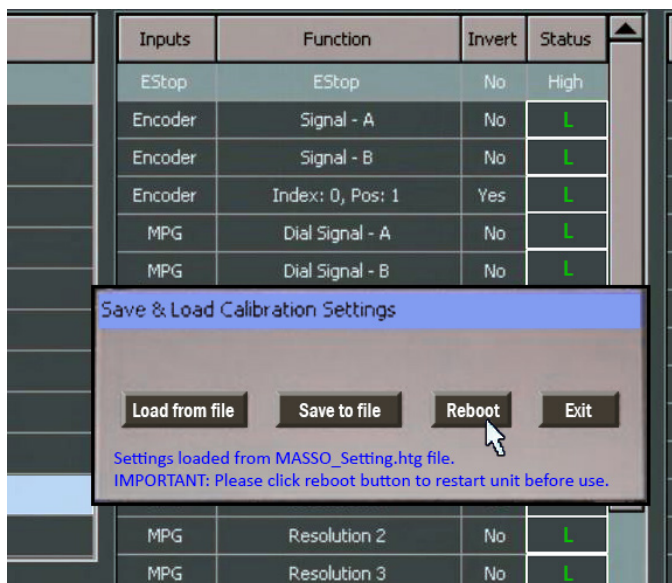 Inputs Function Invert Status
EStop EStop No High
Encoder Signal - A No L
Encoder Signal - B No L
Encoder Index: 0, Pos: 1 Yes L
MPG Dial Signal - A No L
MPG Dial Signal - B No L
Save & Load Calibration Settings
Load from file Save to file Reboot Exit
Settings loaded from MASSO_Setting.htg file.
IMPORTANT: Please click reboot button to restart unit before use.
MPG Resolution 2 No L
MPG Resolution 3 No L